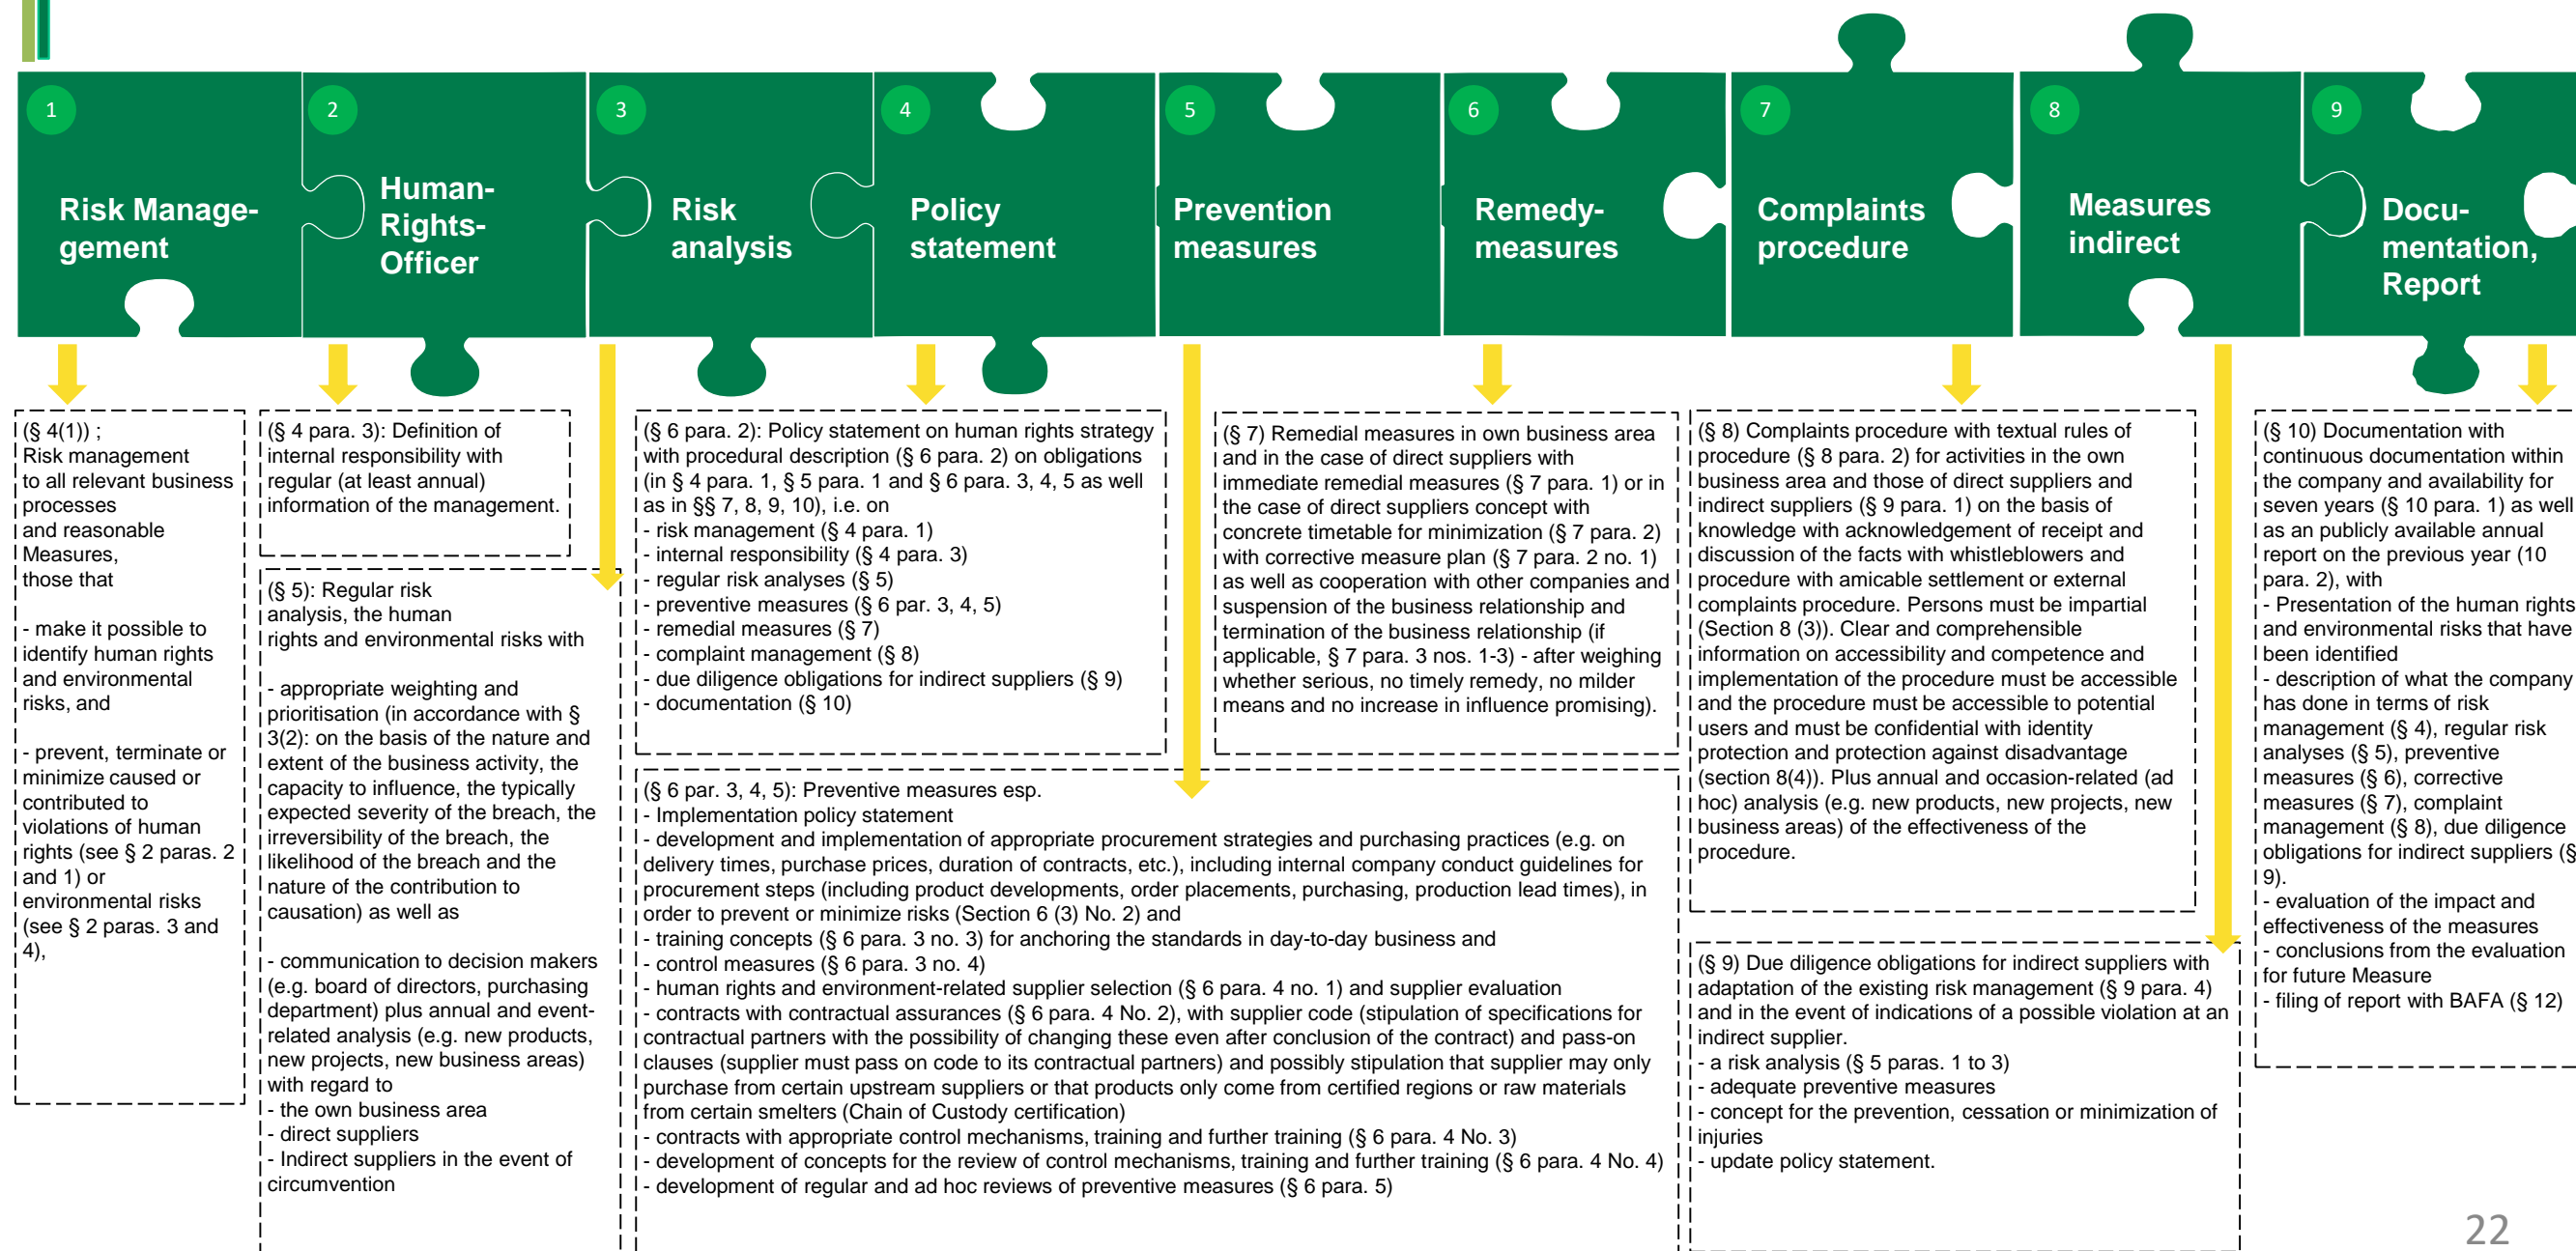 1
Risk Manage-
gement
2
Human-
Rights-
Officer
3
Risk
analysis
4
Policy
statement
5
Prevention
measures
6
Remedy-
measures
7
Complaints
procedure
8
Measures
indirect
9
Docu-
mentation,
Report
(§ 4(1)) ;
Risk management
to all relevant business
processes
and reasonable
Measures,
those that
- make it possible to
identify human rights
and environmental
risks, and
- prevent, terminate or
minimize caused or
contributed to
violations of human
rights (see § 2 paras. 2
and 1) or
environmental risks
(see § 2 paras. 3 and
4),
(§ 4 para. 3): Definition of
internal responsibility with
regular (at least annual)
information of the management.
(§ 5): Regular risk
analysis, the human
rights and environmental risks with
- appropriate weighting and
prioritisation (in accordance with §
3(2): on the basis of the nature and
extent of the business activity, the
capacity to influence, the typically
expected severity of the breach, the
irreversibility of the breach, the
likelihood of the breach and the
nature of the contribution to
causation) as well as
- communication to decision makers
(e.g. board of directors, purchasing
department) plus annual and event-
related analysis (e.g. new products,
new projects, new business areas)
with regard to
- the own business area
- direct suppliers
- Indirect suppliers in the event of
circumvention
(§ 6 para. 2): Policy statement on human rights strategy
with procedural description (§ 6 para. 2) on obligations
(in § 4 para. 1, § 5 para. 1 and § 6 para. 3, 4, 5 as well
as in §§ 7, 8, 9, 10), i.e. on
- risk management (§ 4 para. 1)
- internal responsibility (§ 4 para. 3)
- regular risk analyses (§ 5)
- preventive measures (§ 6 par. 3, 4, 5)
- remedial measures (§ 7)
- complaint management (§ 8)
- due diligence obligations for indirect suppliers (§ 9)
- documentation (§ 10)
(§ 6 par. 3, 4, 5): Preventive measures esp.
- Implementation policy statement
- development and implementation of appropriate procurement strategies and purchasing practices (e.g. on
delivery times, purchase prices, duration of contracts, etc.), including internal company conduct guidelines for
procurement steps (including product developments, order placements, purchasing, production lead times), in
order to prevent or minimize risks (Section 6 (3) No. 2) and
- training concepts (§ 6 para. 3 no. 3) for anchoring the standards in day-to-day business and
- control measures (§ 6 para. 3 no. 4)
- human rights and environment-related supplier selection (§ 6 para. 4 no. 1) and supplier evaluation
- contracts with contractual assurances (§ 6 para. 4 No. 2), with supplier code (stipulation of specifications for
contractual partners with the possibility of changing these even after conclusion of the contract) and pass-on
clauses (supplier must pass on code to its contractual partners) and possibly stipulation that supplier may only
purchase from certain upstream suppliers or that products only come from certified regions or raw materials
from certain smelters (Chain of Custody certification)
- contracts with appropriate control mechanisms, training and further training (§ 6 para. 4 No. 3)
- development of concepts for the review of control mechanisms, training and further training (§ 6 para. 4 No. 4)
- development of regular and ad hoc reviews of preventive measures (§ 6 para. 5)
(§ 7) Remedial measures in own business area
and in the case of direct suppliers with
immediate remedial measures (§ 7 para. 1) or in
the case of direct suppliers concept with
concrete timetable for minimization (§ 7 para. 2)
with corrective measure plan (§ 7 para. 2 no. 1)
as well as cooperation with other companies and
suspension of the business relationship and
termination of the business relationship (if
applicable, § 7 para. 3 nos. 1-3) - after weighing
whether serious, no timely remedy, no milder
means and no increase in influence promising).
(§ 8) Complaints procedure with textual rules of
procedure (§ 8 para. 2) for activities in the own
business area and those of direct suppliers and
indirect suppliers (§ 9 para. 1) on the basis of
knowledge with acknowledgement of receipt and
discussion of the facts with whistleblowers and
procedure with amicable settlement or external
complaints procedure. Persons must be impartial
(Section 8 (3)). Clear and comprehensible
information on accessibility and competence and
implementation of the procedure must be accessible
and the procedure must be accessible to potential
users and must be confidential with identity
protection and protection against disadvantage
(section 8(4)). Plus annual and occasion-related (ad
hoc) analysis (e.g. new products, new projects, new
business areas) of the effectiveness of the
procedure.
(§ 9) Due diligence obligations for indirect suppliers with
adaptation of the existing risk management (§ 9 para. 4)
and in the event of indications of a possible violation at an
indirect supplier.
- a risk analysis (§ 5 paras. 1 to 3)
- adequate preventive measures
- concept for the prevention, cessation or minimization of
injuries
- update policy statement.
(§ 10) Documentation with
continuous documentation within
the company and availability for
seven years (§ 10 para. 1) as well
as an publicly available annual
report on the previous year (10
para. 2), with
- Presentation of the human rights
and environmental risks that have
been identified
- description of what the company
has done in terms of risk
management (§ 4), regular risk
analyses (§ 5), preventive
measures (§ 6), corrective
measures (§ 7), complaint
management (§ 8), due diligence
obligations for indirect suppliers (§
9).
- evaluation of the impact and
effectiveness of the measures
- conclusions from the evaluation
for future Measure
- filing of report with BAFA (§ 12)
22